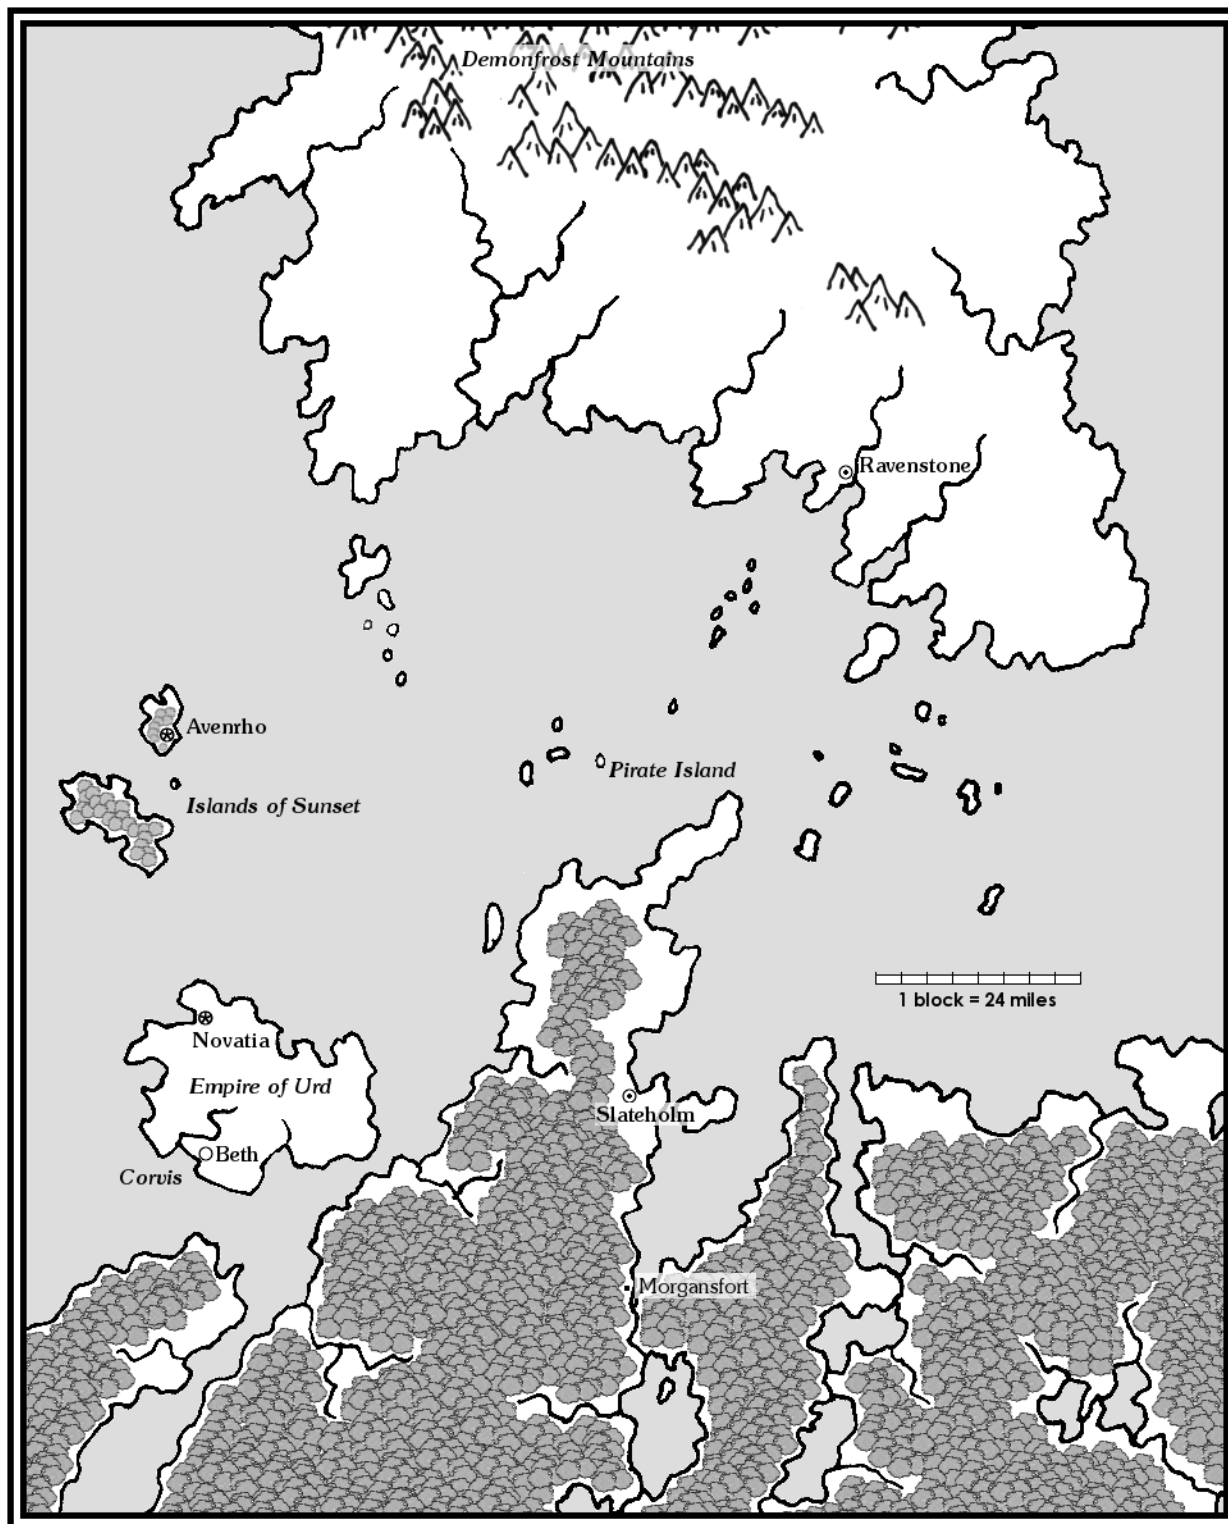 Demonfrost Mountains
Ravenstone
Avenrho
Pirate Island
Islands of Sunset
1 block = 24 miles
Novatia
Empire of Urd
Slateholm
Beth
Corvis
Morgansfort